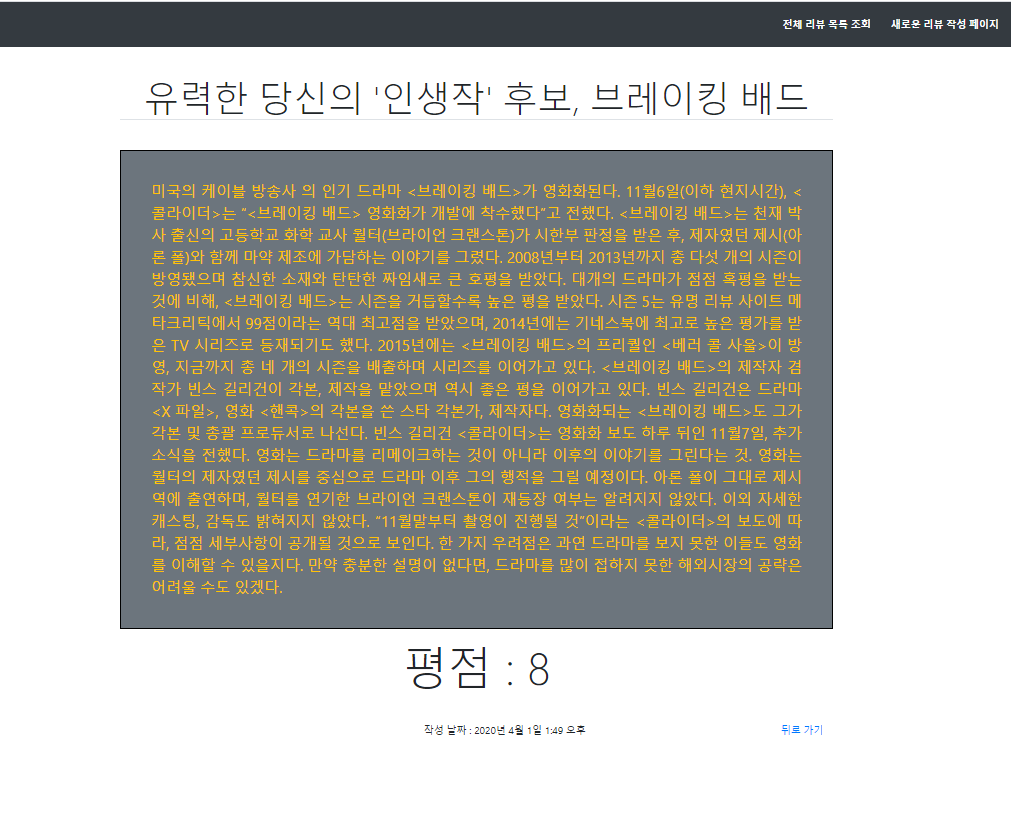 전체 리뷰 목록 조회 새로운 리뷰 작성 페이지
유력한 당신의 '인생작' 후보, 브레이킹 배드
미국의 케이블 방송사 의 인기 드라마 <브레이킹 배드>가 영화화된다. 11월6일(이하 현지시간), <
콜라이더>는 “<브레이킹 배드> 영화화가 개발에 착수했다”고 전했다. <브레이킹 배드>는 천재 박
사 출신의 고등학교 화학 교사 월터(브라이언 크랜스톤)가 시한부 판정을 받은 후, 제자였던 제시(아
론 폴)와 함께 마약 제조에 가담하는 이야기를 그렸다. 2008년부터 2013년까지 총 다섯 개의 시즌이
방영됐으며 참신한 소재와 탄탄한 짜임새로 큰 호평을 받았다. 대개의 드라마가 점점 혹평을 받는
것에 비해, <브레이킹 배드>는 시즌을 거듭할수록 높은 평을 받았다. 시즌 5는 유명 리뷰 사이트 메
타크리틱에서 99점이라는 역대 최고점을 받았으며, 2014년에는 기네스북에 최고로 높은 평가를 받
은 TV 시리즈로 등재되기도 했다. 2015년에는 <브레이킹 배드>의 프리퀄인 <베러 콜 사울>이 방
영, 지금까지 총 네 개의 시즌을 배출하며 시리즈를 이어가고 있다. <브레이킹 배드>의 제작자 겸
작가 빈스 길리건이 각본, 제작을 맡았으며 역시 좋은 평을 이어가고 있다. 빈스 길리건은 드라마
<X 파일>, 영화 <핸콕>의 각본을 쓴 스타 각본가, 제작자다. 영화화되는 <브레이킹 배드>도 그가
각본 및 총괄 프로듀서로 나선다. 빈스 길리건 <콜라이더>는 영화화 보도 하루 뒤인 11월7일, 추가
소식을 전했다. 영화는 드라마를 리메이크하는 것이 아니라 이후의 이야기를 그린다는 것. 영화는
월터의 제자였던 제시를 중심으로 드라마 이후 그의 행적을 그릴 예정이다. 아론 폴이 그대로 제시
역에 출연하며, 월터를 연기한 브라이언 크랜스톤이 재등장 여부는 알려지지 않았다. 이외 자세한
캐스팅, 감독도 밝혀지지 않았다. “11월말부터 촬영이 진행될 것”이라는 <콜라이더>의 보도에 따
라, 점점 세부사항이 공개될 것으로 보인다. 한 가지 우려점은 과연 드라마를 보지 못한 이들도 영화
를 이해할 수 있을지다. 만약 충분한 설명이 없다면, 드라마를 많이 접하지 못한 해외시장의 공략은
어려울 수도 있겠다.
평점 : 8
작성 날짜 : 2020년 4월 1일 1:49 오후
뒤로 가기